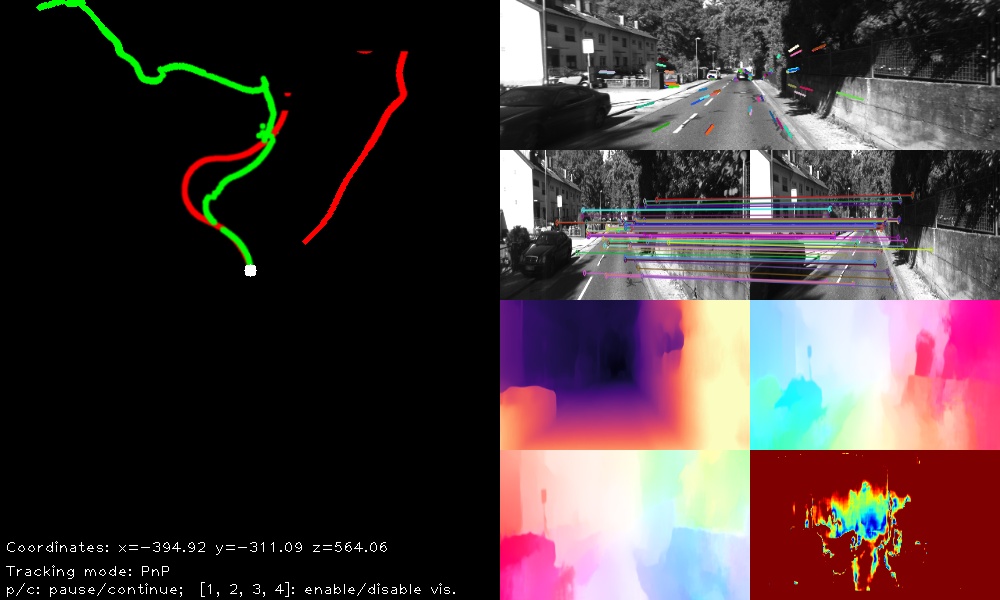 Coordinates: x=-394.92 y=-311.09 z=564.06
Tracking mode: PnP
p/c: pause/continue;  [1, 2, 3, 4]: enable/disable vis.